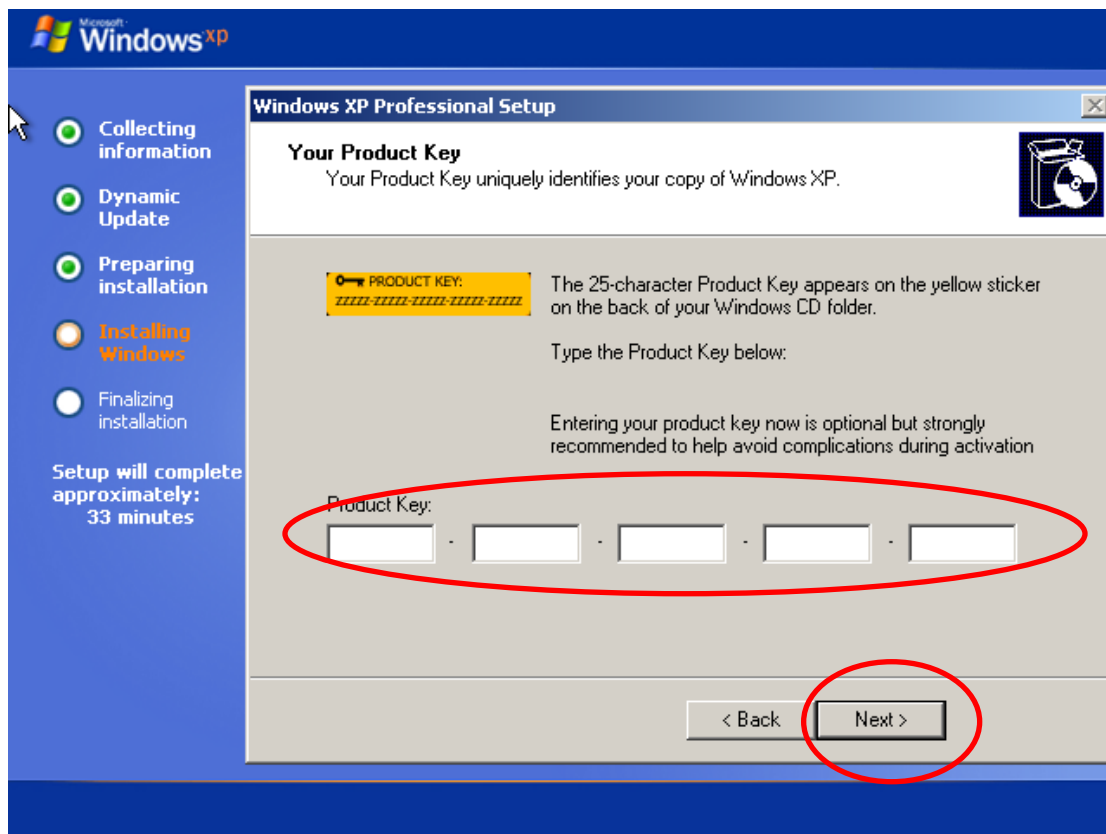 Microsoft
Windows xp
Collecting
information
Dynamic
Update
Preparing
installation
Installing
Windows
Finalizing
installation
Setup will complete
approximately:
33 minutes
Windows XP Professional Setup
Your Product Key
Your Product Key uniquely identifies your copy of Windows XP.
PRODUCT KEY:
ZZZZZ-ZZZZZ-ZZZZZ-ZZZZZ-ZZZZZ
The 25-character Product Key appears on the yellow sticker
on the back of your Windows CD folder.
Type the Product Key below:
Entering your product key now is optional but strongly
recommended to help avoid complications during activation
Product Key:
- - - -
< Back Next >